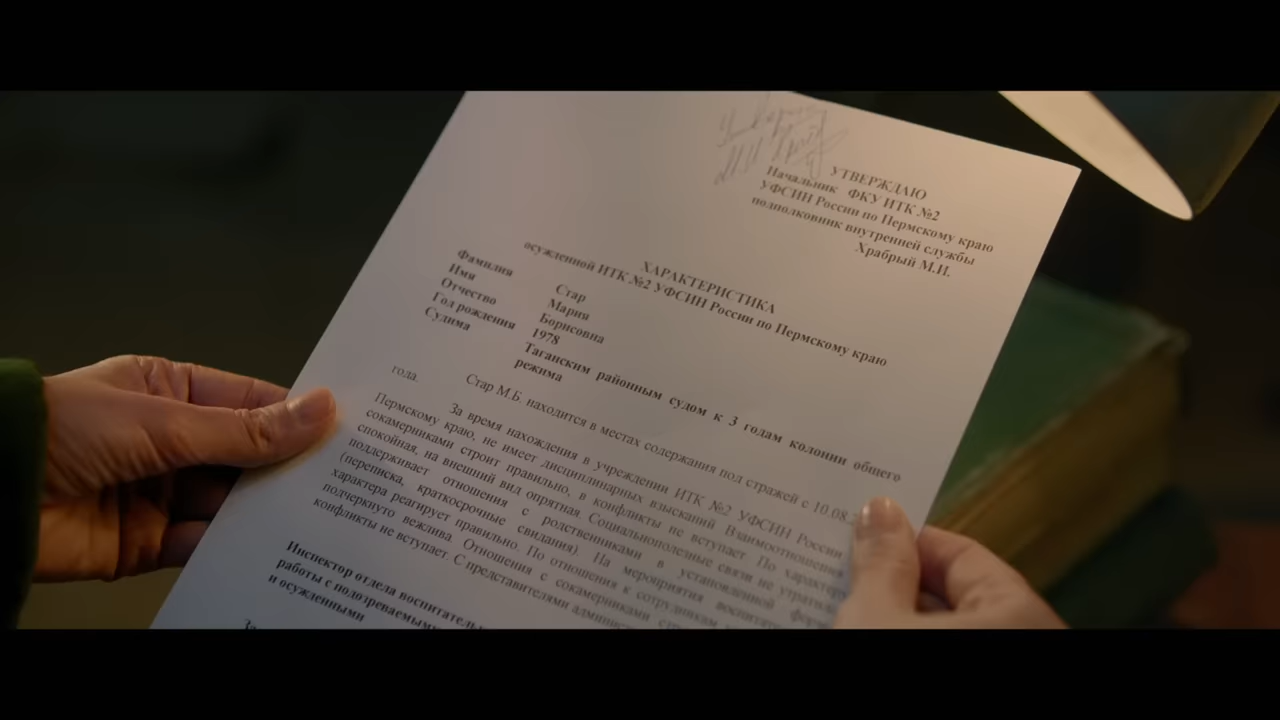 УТВЕРЖДАЮ
Начальник ФКУ ИТК №2
УФСИН России по Пермскому краю
подполковник внутренней службы
Храбрый М.И.
ХАРАКТЕРИСТИКА
осужденной ИТК №2 УФСИН России по Пермскому краю
Фамилия Стар
Имя Мария
Отчество Борисовна
Год рождения 1978
Судима Таганским районным судом к 3 годам колонии общего
режима
Стар М.Б. находится в местах содержания под стражей с 10.08.
года.
За время нахождения в учреждении ИТК №2 УФСИН России
Пермскому краю, не имеет дисциплинарных взысканий. Взаимоотношения
сокамерниками строит правильно, в конфликты не вступает. По характеру
спокойная, на внешний вид опрятная. Социальнополезные связи не утратила
поддерживает отношения с родственниками в установленной
(переписка, краткосрочные свидания). На мероприятия
характера реагирует правильно. По отношения к сотрудникам
подчеркнуто вежлива. Отношения с сокамерниками
конфликты не вступает. С представителями
Инспектор отдела
работы с подозреваемыми
и осужденными